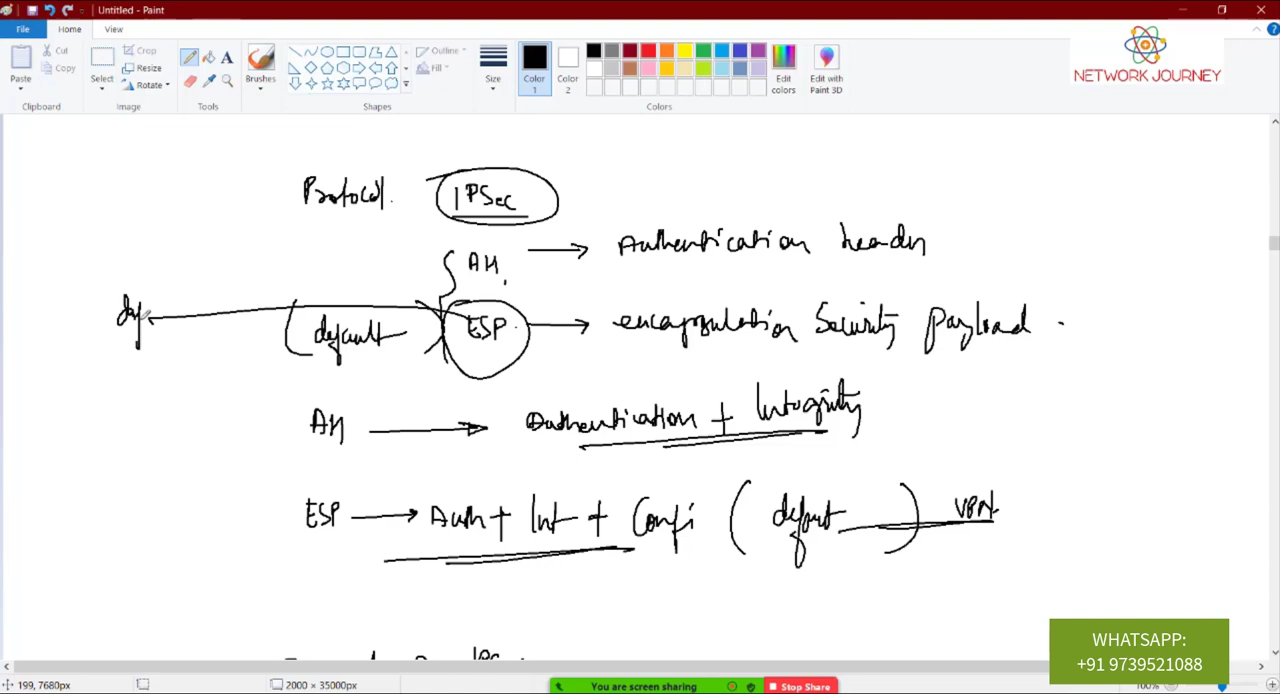 Untitled - Paint
File Home View
Paste Cut Copy Clipboard
Select Crop Resize Rotate Image
Tools
Brushes
Outline Fill Shapes
Size
Color 1 Color 2
Edit colors Edit with Paint 3D
Colors
NETWORK JOURNEY
Protocol. IPSec
AH. → Authentication header
(default) ESP. → encapsulation Security payload .
AH → Authentication + Integrity
ESP → Auth + Int + Confi (default) VPN
WHATSAPP:
+91 9739521088
199, 7680px 2000 × 35000px You are screen sharing Stop Share 100%